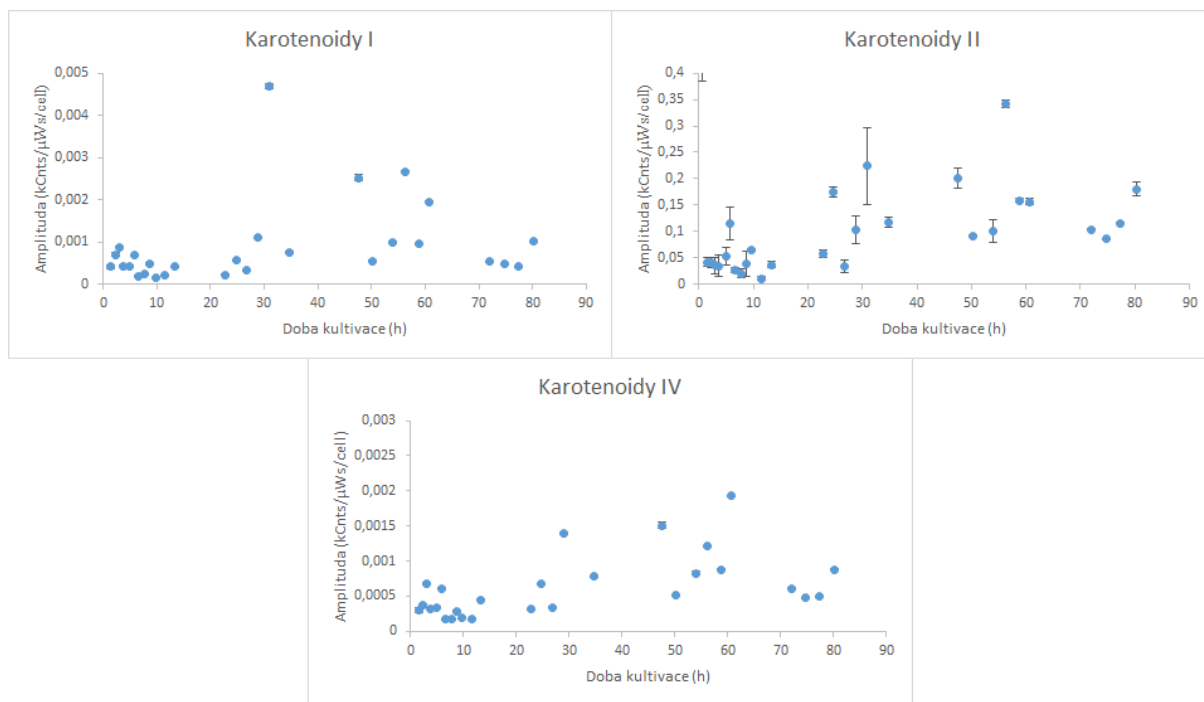 Karotenoidy I
Amplituda (kCnts/µWs/cell)
0,005
0,004
0,003
0,002
0,001
0
0 10 20 30 40 50 60 70 80 90
Doba kultivace (h)
Karotenoidy II
Amplituda (kCnts/µWs/cell)
0,4
0,35
0,3
0,25
0,2
0,15
0,1
0,05
0
0 10 20 30 40 50 60 70 80 90
Doba kultivace (h)
Karotenoidy IV
Amplituda (kCnts/µWs/cell)
0,003
0,0025
0,002
0,0015
0,001
0,0005
0
0 10 20 30 40 50 60 70 80 90
Doba kultivace (h)